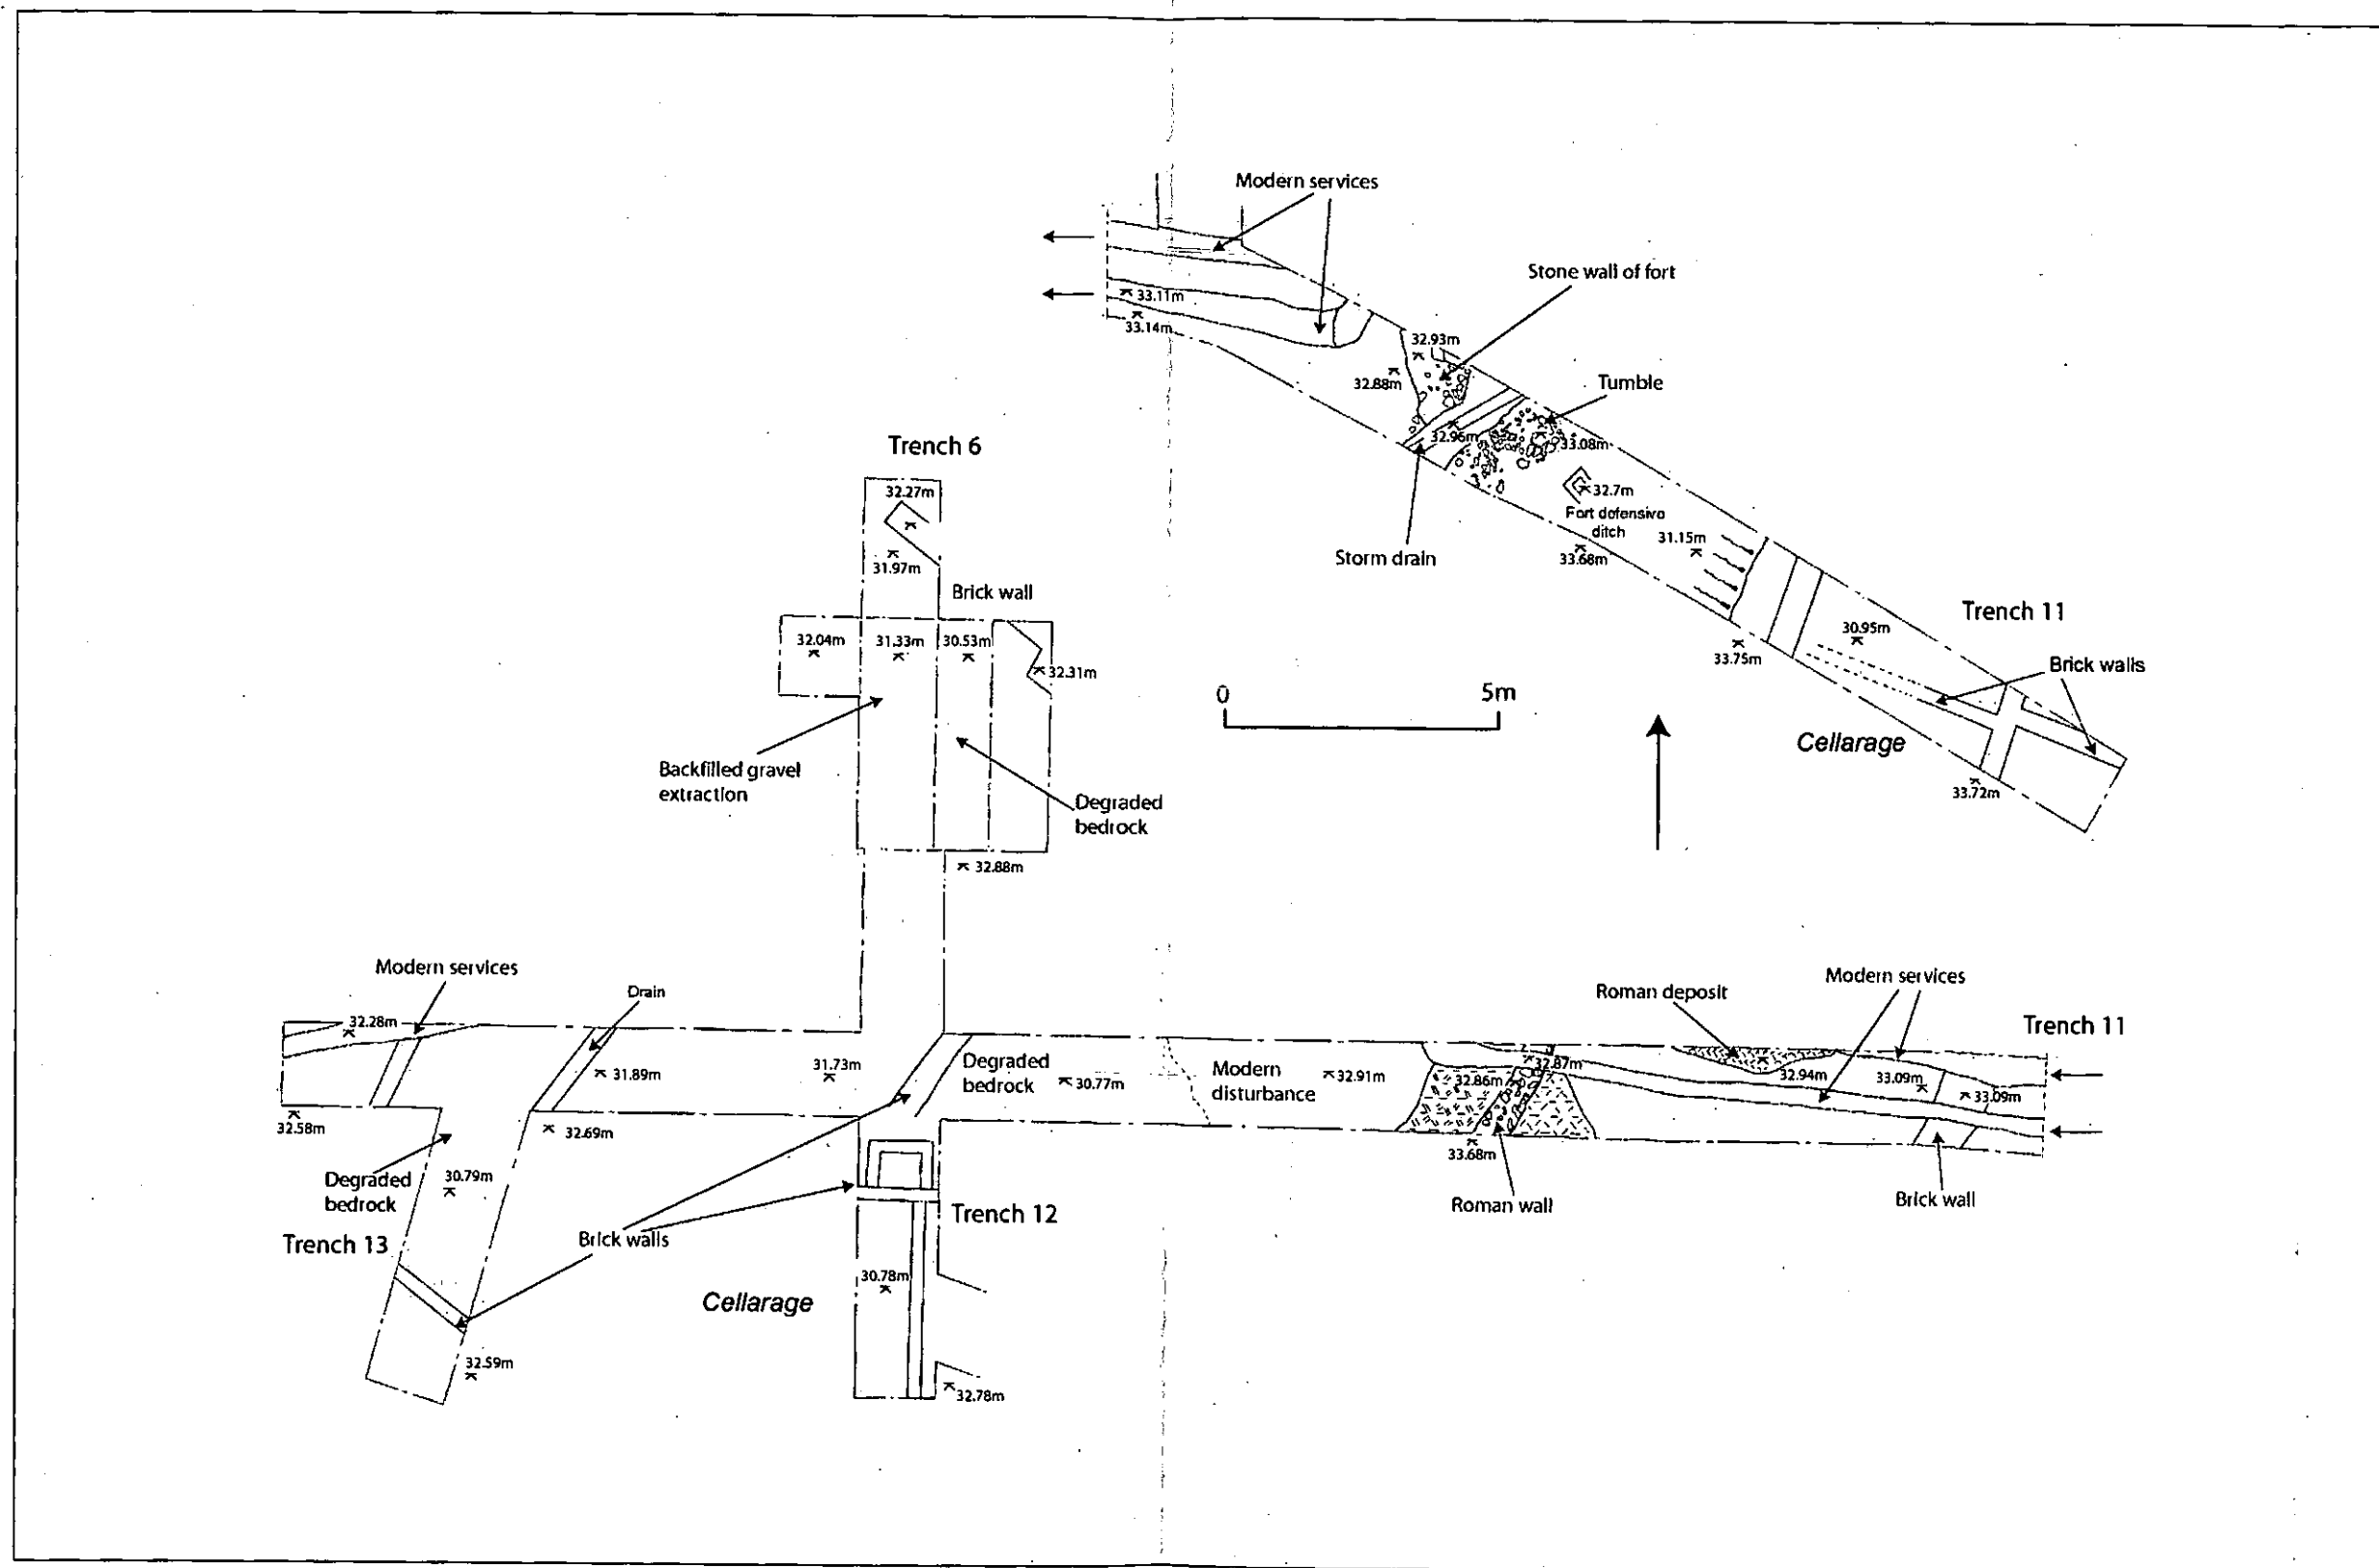 Modern services
Stone wall of fort
33.11m
33.14m
32.93m
32.88m
Tumble
32.96m
33.08m
32.7m
Fort defensive
ditch
31.15m
33.68m
Storm drain
Trench 6
32.27m
31.97m
Brick wall
32.04m
31.33m
30.53m
32.31m
Trench 11
30.95m
33.75m
Brick walls
0
5m
Cellarage
33.72m
Backfilled gravel
extraction
Degraded
bedrock
32.88m
Modern services
Drain
32.28m
31.89m
31.73m
32.58m
32.69m
Degraded
bedrock
30.77m
Modern
disturbance
32.91m
Roman deposit
Modern services
Trench 11
32.87m
32.86m
32.94m
33.09m
33.09m
33.68m
Roman wall
Brick wall
Degraded
bedrock
30.79m
Trench 13
Brick walls
Trench 12
30.78m
Cellarage
32.59m
32.78m